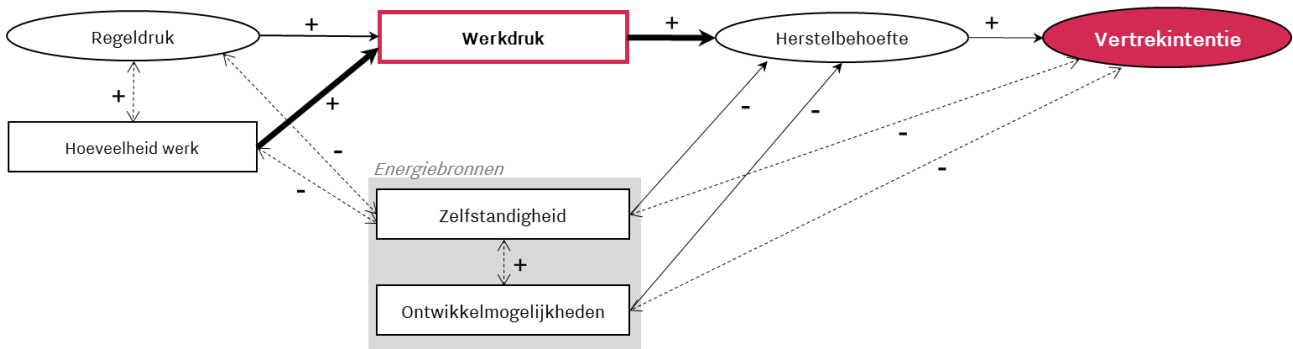 Regeldruk
+
Werkdruk
+
Herstelbehoefte
+
Vertrekintentie
+
+
Hoeveelheid werk
-
-
-
-
-
-
Energiebronnen
Zelfstandigheid
+
Ontwikkelmogelijkheden